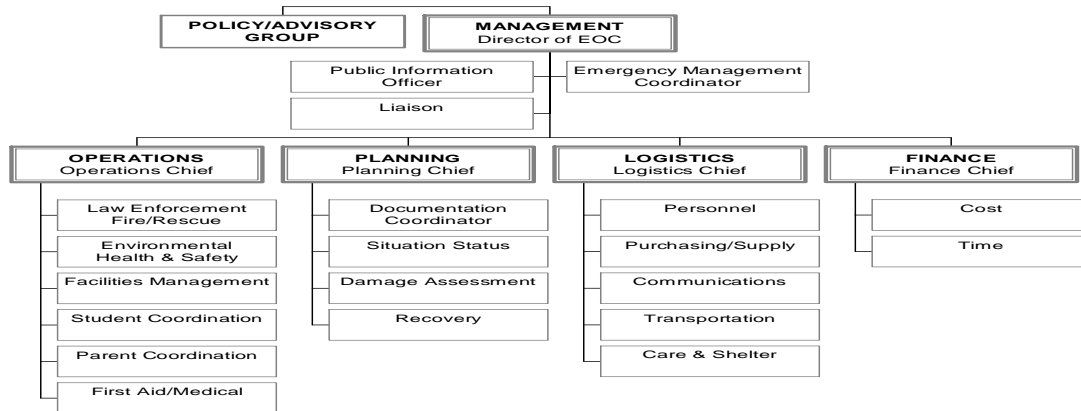 POLICY/ADVISORY
GROUP
MANAGEMENT
Director of EOC
Public Information
Officer
Emergency Management
Coordinator
Liaison
OPERATIONS
Operations Chief
PLANNING
Planning Chief
LOGISTICS
Logistics Chief
FINANCE
Finance Chief
Law Enforcement
Fire/Rescue
Environmental
Health & Safety
Facilities Management
Student Coordination
Parent Coordination
First Aid/Medical
Documentation
Coordinator
Situation Status
Damage Assessment
Recovery
Personnel
Purchasing/Supply
Communications
Transportation
Care & Shelter
Cost
Time